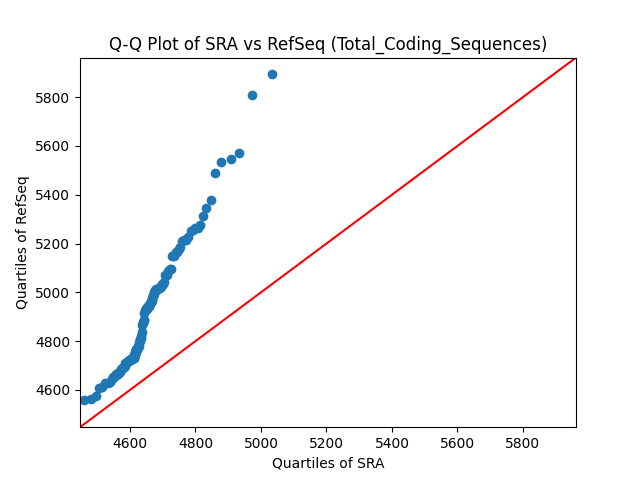 Q-Q Plot of SRA vs RefSeq (Total_Coding_Sequences)
Quartiles of RefSeq
5800
5600
5400
5200
5000
4800
4600
4600 4800 5000 5200 5400 5600 5800
Quartiles of SRA